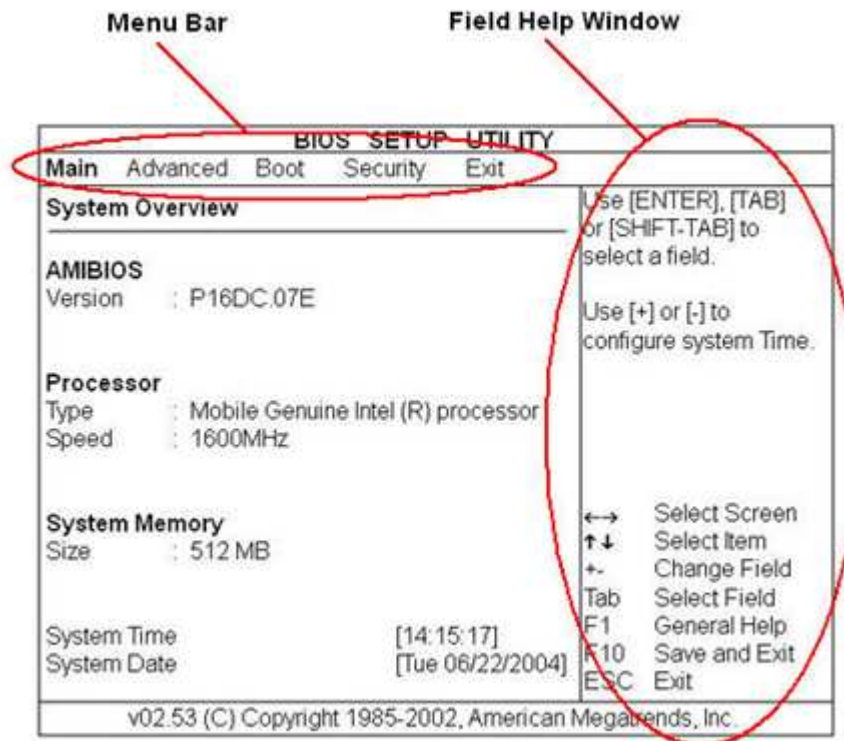 Menu Bar
Field Help Window
BIOS SETUP UTILITY
Main Advanced Boot Security Exit
System Overview
AMIBIOS
Version : P16DC.07E
Processor
Type : Mobile Genuine Intel (R) processor
Speed : 1600MHz
System Memory
Size : 512 MB
System Time [14:15:17]
System Date [Tue 06/22/2004]
Use [ENTER], [TAB]
or [SHIFT-TAB] to
select a field.
Use [+] or [-] to
configure system Time.
←→ Select Screen
↑↓ Select Item
+- Change Field
Tab Select Field
F1 General Help
F10 Save and Exit
ESC Exit
v02.53 (C) Copyright 1985-2002, American Megatrends, Inc.